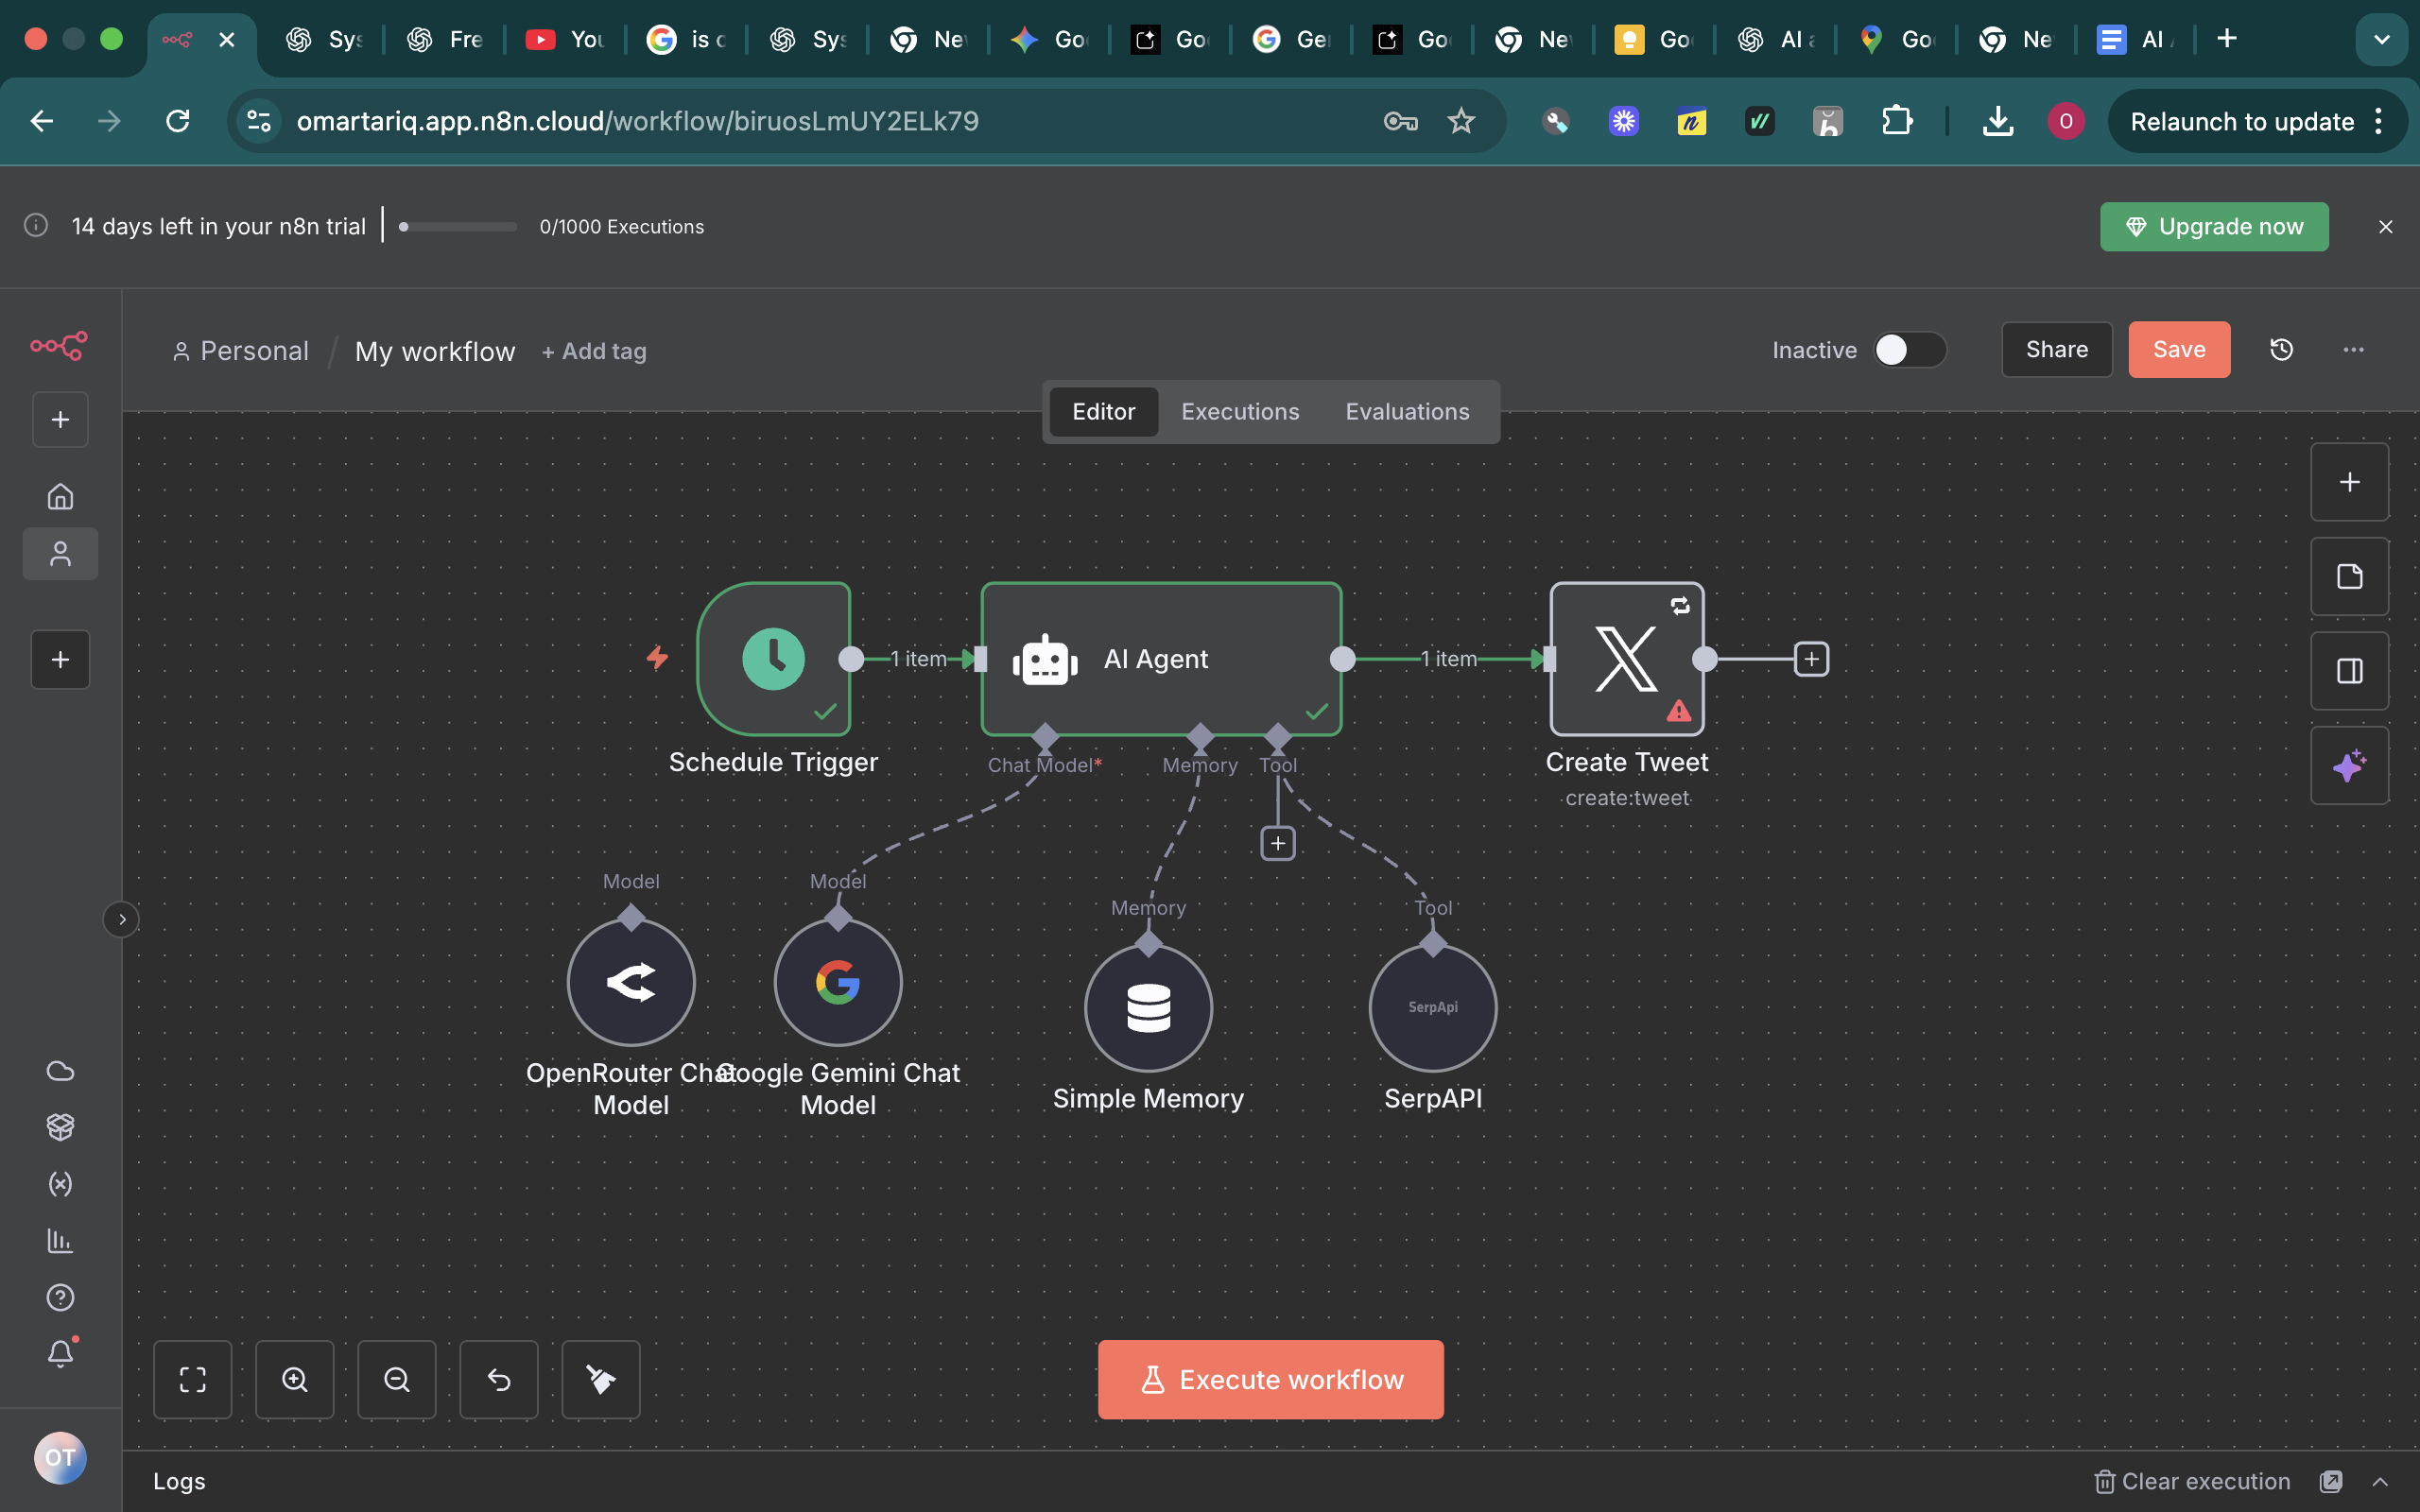 Sys
Fre
You
is c
Sys
Ne
Go
Go
Ge
Go
Ne
Go
AI a
Go
Ne
AI
omartariq.app.n8n.cloud/workflow/biruosLmUY2ELk79
n
O
Relaunch to update
14 days left in your n8n trial
0/1000 Executions
Upgrade now
Personal / My workflow + Add tag
Inactive
Share
Save
Editor Executions Evaluations
1 item
AI Agent
1 item
Schedule Trigger
Chat Model*
Memory
Tool
Create Tweet
create:tweet
Model
Model
Memory
Tool
SerpApi
OpenRouter Chat
Model
Google Gemini Chat
Model
Simple Memory
SerpAPI
Execute workflow
OT
Logs
Clear execution